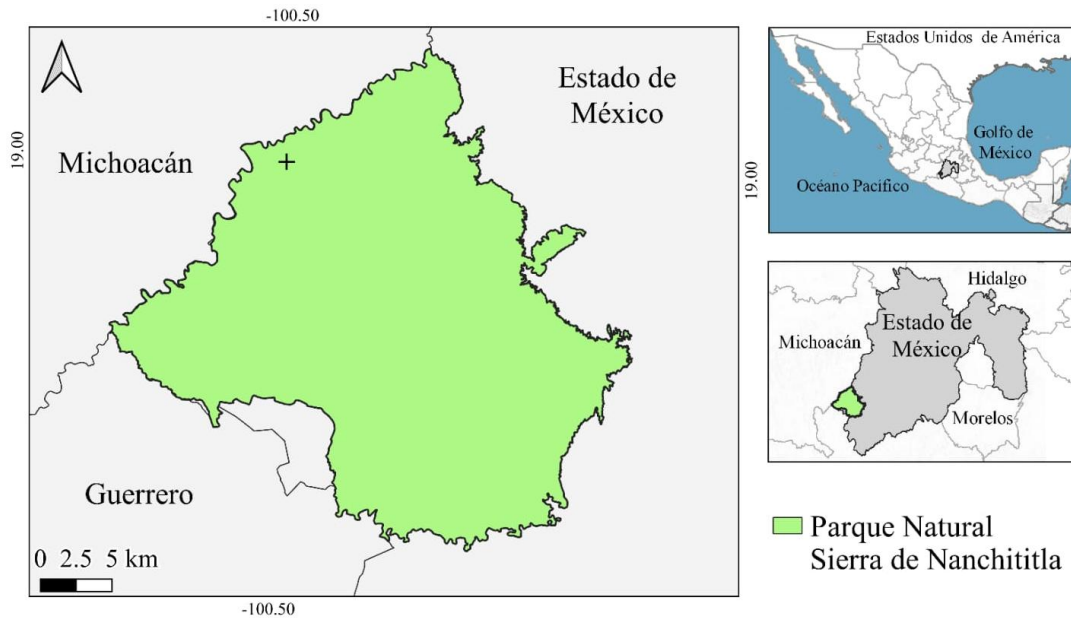 -100.50
Estado de
México
19.00
Michoacán
Guerrero
0 2.5 5 km
-100.50
Estados Unidos de América
Golfo de
México
Océano Pacifico
19.00
Hidalgo
Michoacán
Estado de
México
Morelos
Parque Natural
Sierra de Nanchititla